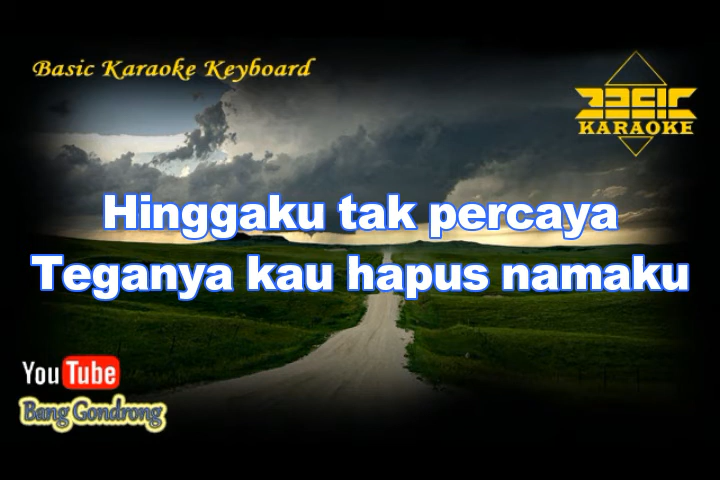 Basic Karaoke Keyboard
BASIC
KARAOKE
Hinggaku tak percaya
Teganya kau hapus namaku
YouTube
Bang Gondrong